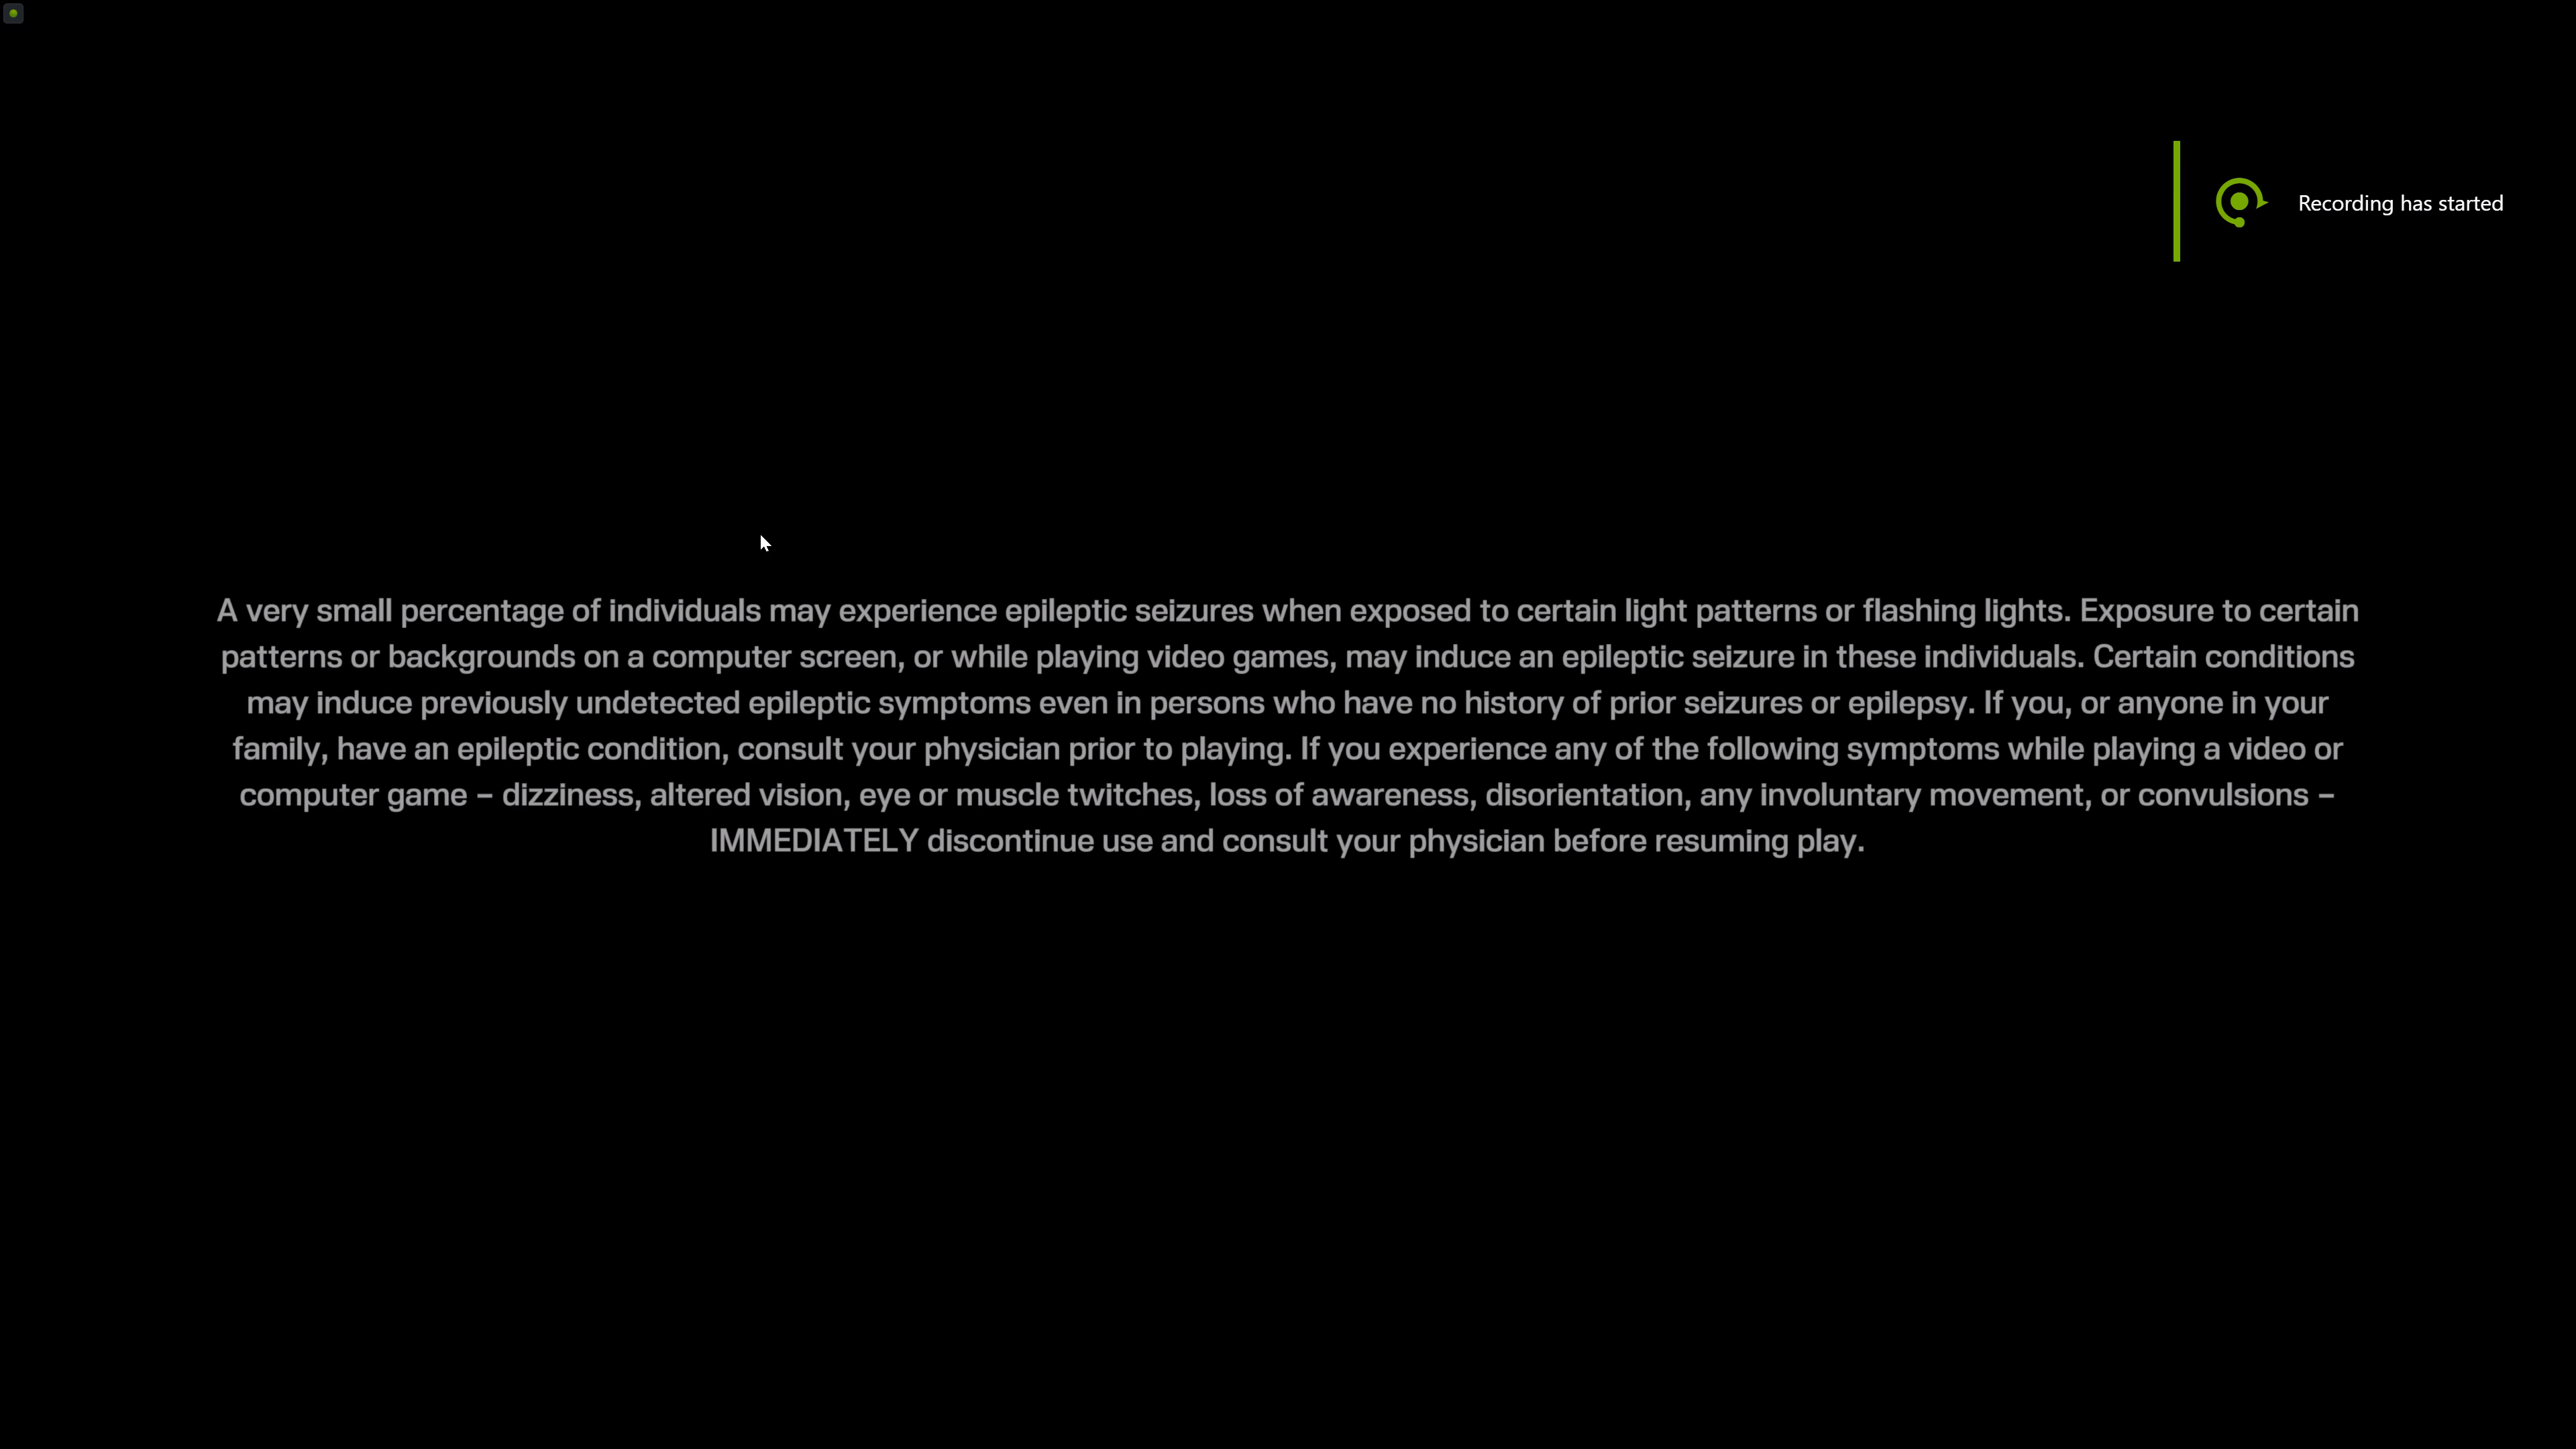 Recording has started
A very small percentage of individuals may experience epileptic seizures when exposed to certain light patterns or flashing lights. Exposure to certain
patterns or backgrounds on a computer screen, or while playing video games, may induce an epileptic seizure in these individuals. Certain conditions
may induce previously undetected epileptic symptoms even in persons who have no history of prior seizures or epilepsy. If you, or anyone in your
family, have an epileptic condition, consult your physician prior to playing. If you experience any of the following symptoms while playing a video or
computer game – dizziness, altered vision, eye or muscle twitches, loss of awareness, disorientation, any involuntary movement, or convulsions –
IMMEDIATELY discontinue use and consult your physician before resuming play.